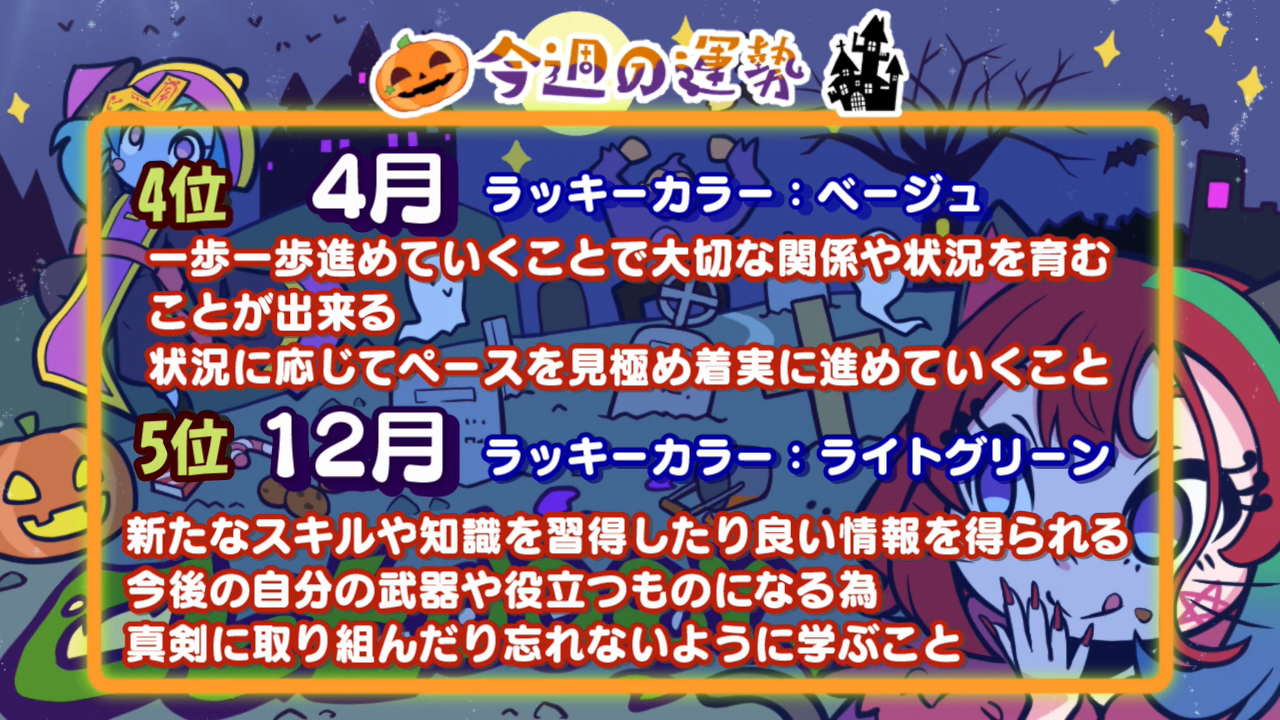 今週の運勢
4位 4月 ラッキーカラー：ベージュ
一歩一歩進めていくことで大切な関係や状況を育む
ことが出来る
状況に応じてペースを見極め着実に進めていくこと
5位 12月 ラッキーカラー：ライトグリーン
新たなスキルや知識を習得したり良い情報を得られる
今後の自分の武器や役立つものになる為
真剣に取り組んだり忘れないように学ぶこと